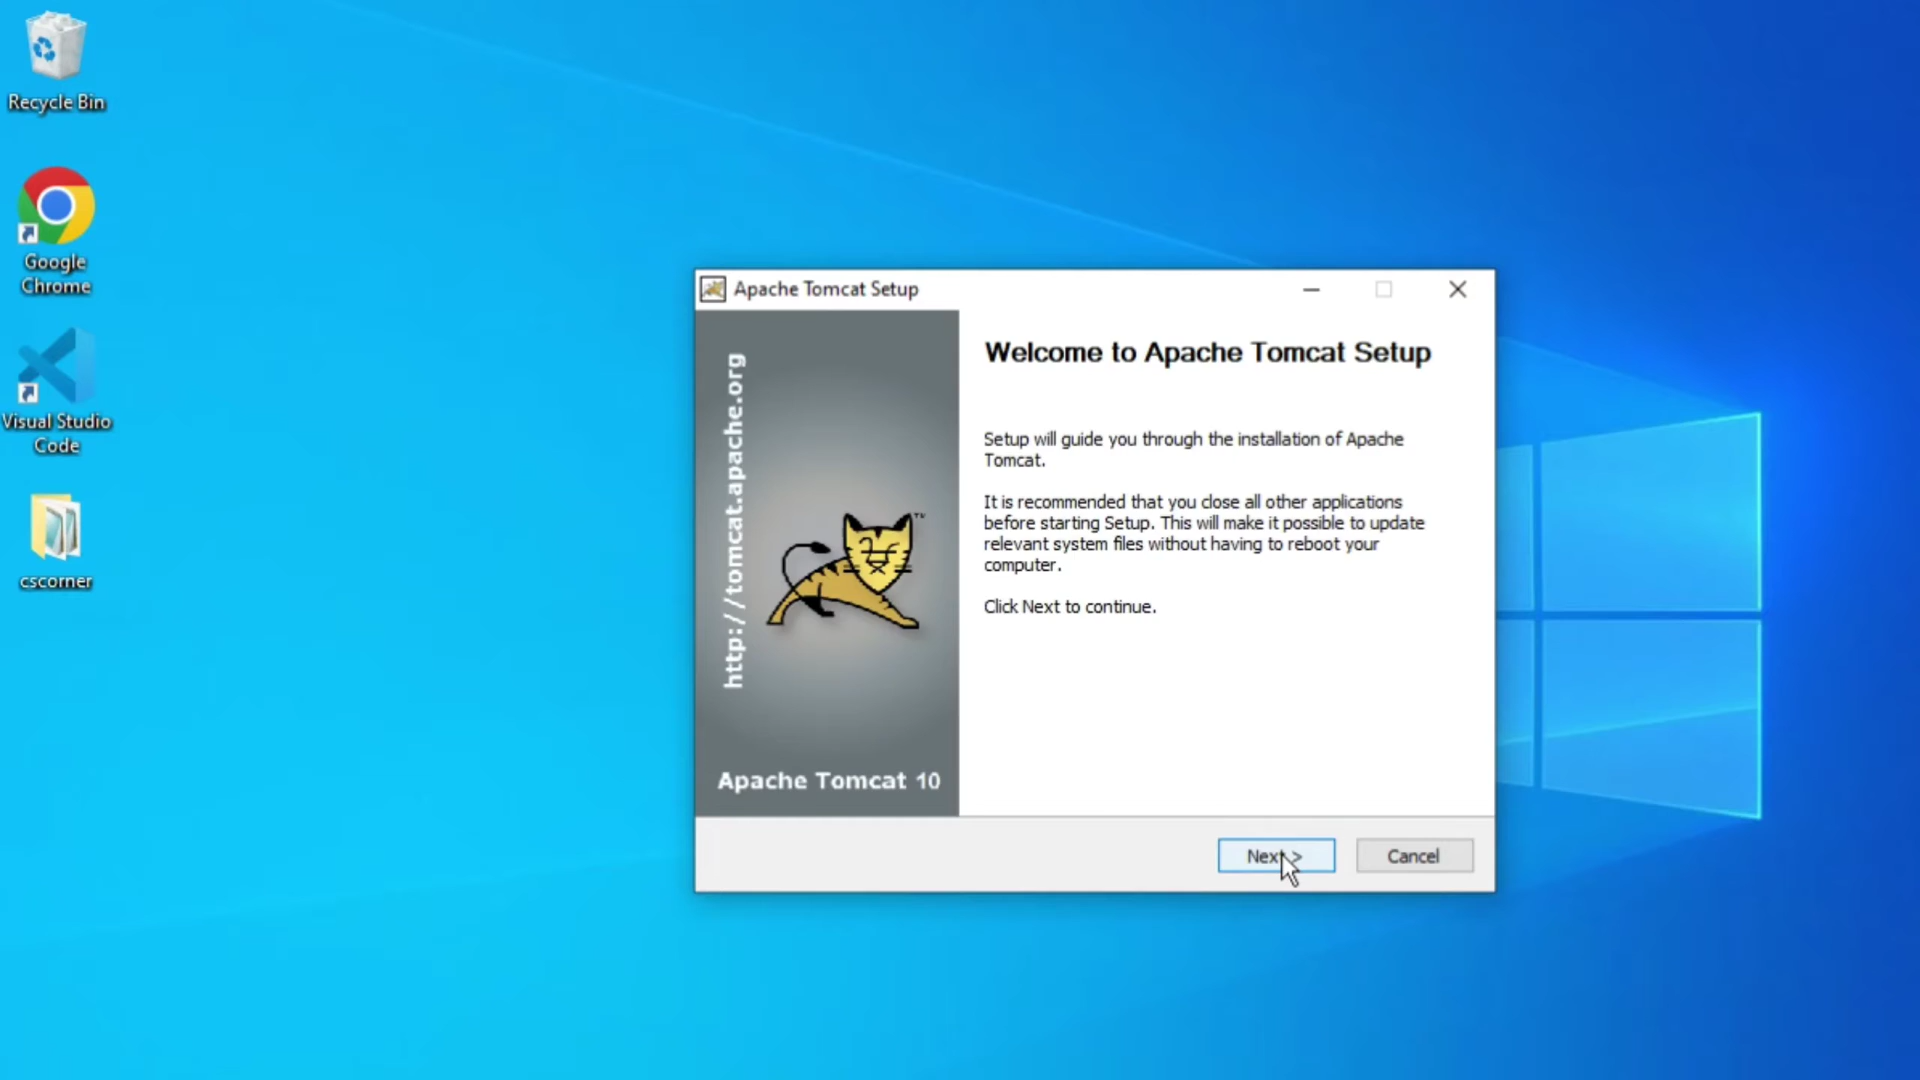 Recycle Bin
Google
Chrome
Visual Studio
Code
cscorner
Apache Tomcat Setup
http://tomcat.apache.org
TM
Apache Tomcat 10
Welcome to Apache Tomcat Setup
Setup will guide you through the installation of Apache
Tomcat.
It is recommended that you close all other applications
before starting Setup. This will make it possible to update
relevant system files without having to reboot your
computer.
Click Next to continue.
Next >
Cancel